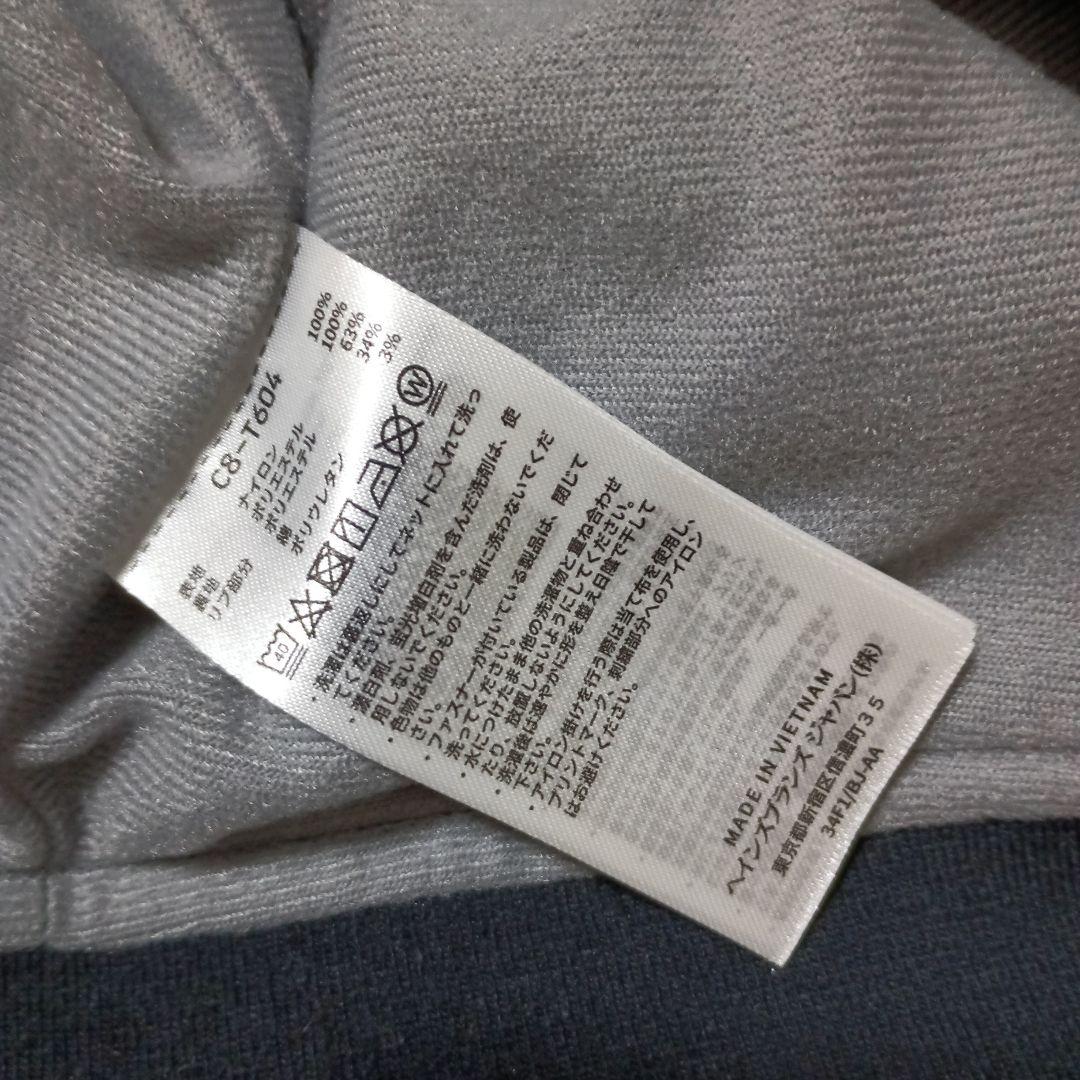 C8-T604
表地 ナイロン 100%
裏地 ポリエステル 100%
リブ部分 ポリエステル 63%
綿 34%
ポリウレタン 3%
40
W
・洗濯は裏返しにしてネットに入れて洗っ
てください。
・漂白剤、蛍光増白剤を含んだ洗剤は、使
用しないでください。
色物は他のものと一緒に洗わないでくだ
さい。
・ファスナーが付いている製品は、閉じて
洗ってください。
・水につけたまま他の洗濯物と重ね合わせ
たり、放置しないようにしてください。
・洗濯後は速やかに形を整え日陰で干して
下さい。
・アイロン掛けを行う際は当て布を使用し、
プリントマーク、刺繍部分へのアイロン
はお避けください。
MADE IN VIETNAM
ヘインズブランズ ジャパン(株)
東京都新宿区信濃町35
34F1/BJ-AA